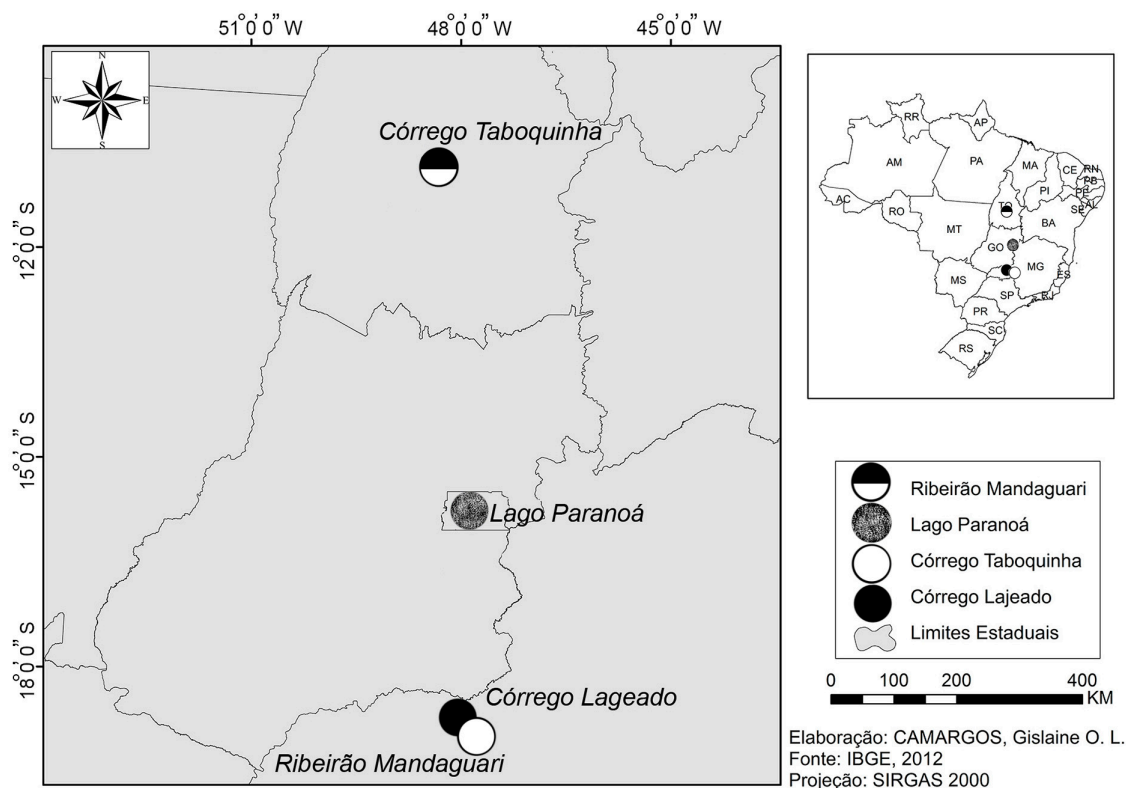 51°0'0"W 48°0'0"W 45°0'0"W
N
W E
S
Córrego Taboquinha
12°0'0"S
15°0'0"S
Lago Paranoá
18°0'0"S
Córrego Lageado
Ribeirão Mandaguari
RR AP
AM PA MA CE RN
PB
PI PE
AC TO AL
RO SE
MT BA
GO
MG
MS ES
SP RJ
PR
SC
RS
Ribeirão Mandaguari
Lago Paranoá
Córrego Taboquinha
Córrego Lajeado
Limites Estaduais
0 100 200 400
KM
Elaboração: CAMARGOS, Gislaine O. L.
Fonte: IBGE, 2012
Projeção: SIRGAS 2000